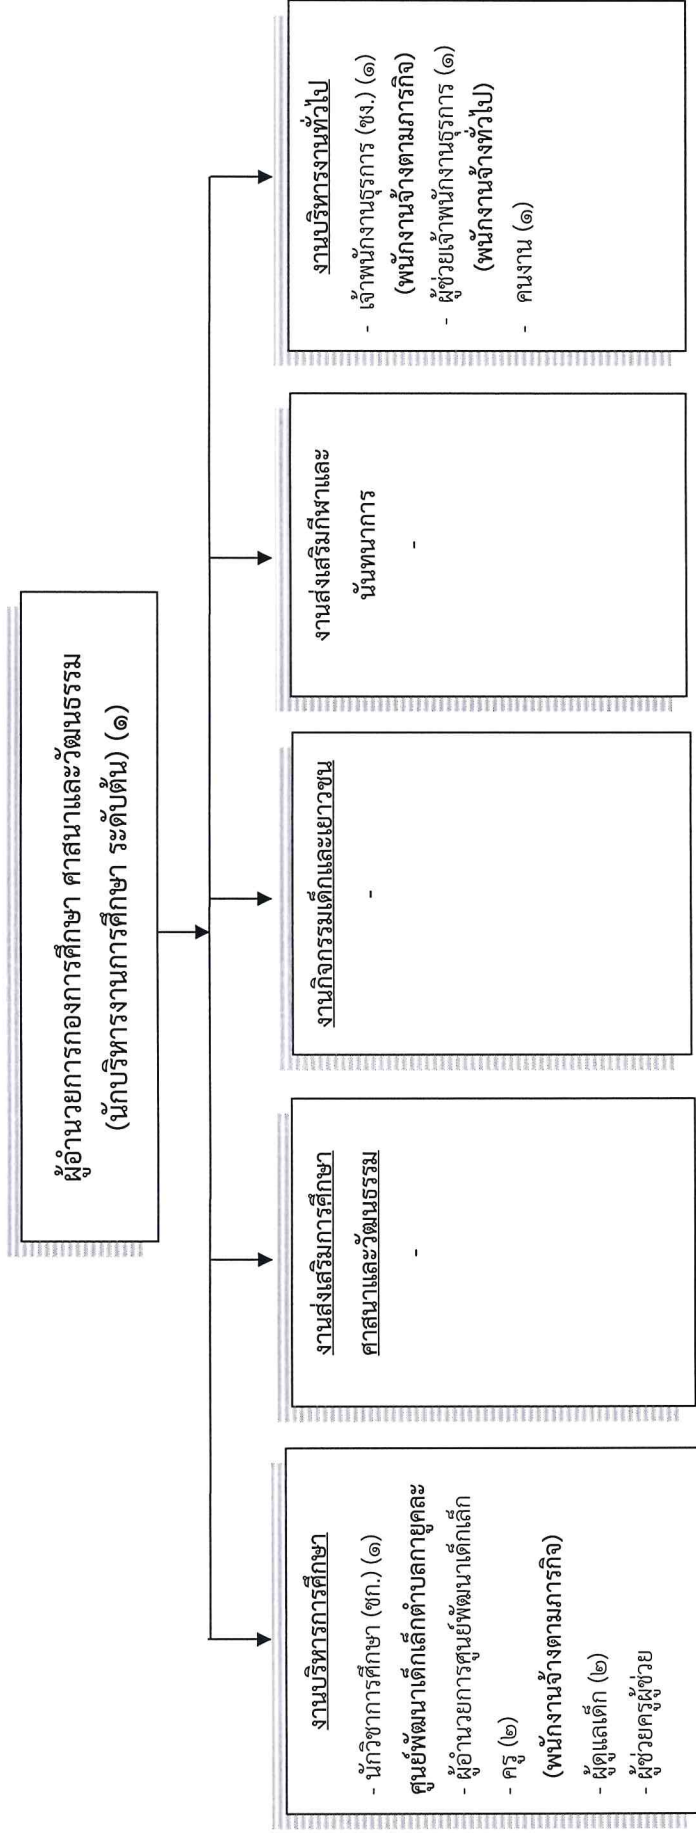 ผู้อำนวยการกองการศึกษา ศาสนาและวัฒนธรรม
(นักบริหารงานการศึกษา ระดับต้น) (๑)
งานบริหารการศึกษา
- นักวิชาการศึกษา (ชก.) (๑)
ศูนย์พัฒนาเด็กเล็กตำบลกายูคละ
- ผู้อำนวยการศูนย์พัฒนาเด็กเล็ก
- ครู (๒)
(พนักงานจ้างตามภารกิจ)
- ผู้ดูแลเด็ก (๒)
- ผู้ช่วยครูผู้ช่วย
งานส่งเสริมการศึกษา
ศาสนาและวัฒนธรรม
-
งานกิจกรรมเด็กและเยาวชน
-
งานส่งเสริมกีฬาและ
นันทนาการ
-
งานบริหารงานทั่วไป
- เจ้าพนักงานธุรการ (ชง.) (๑)
(พนักงานจ้างตามภารกิจ)
- ผู้ช่วยเจ้าพนักงานธุรการ (๑)
(พนักงานจ้างทั่วไป)
- คนงาน (๑)